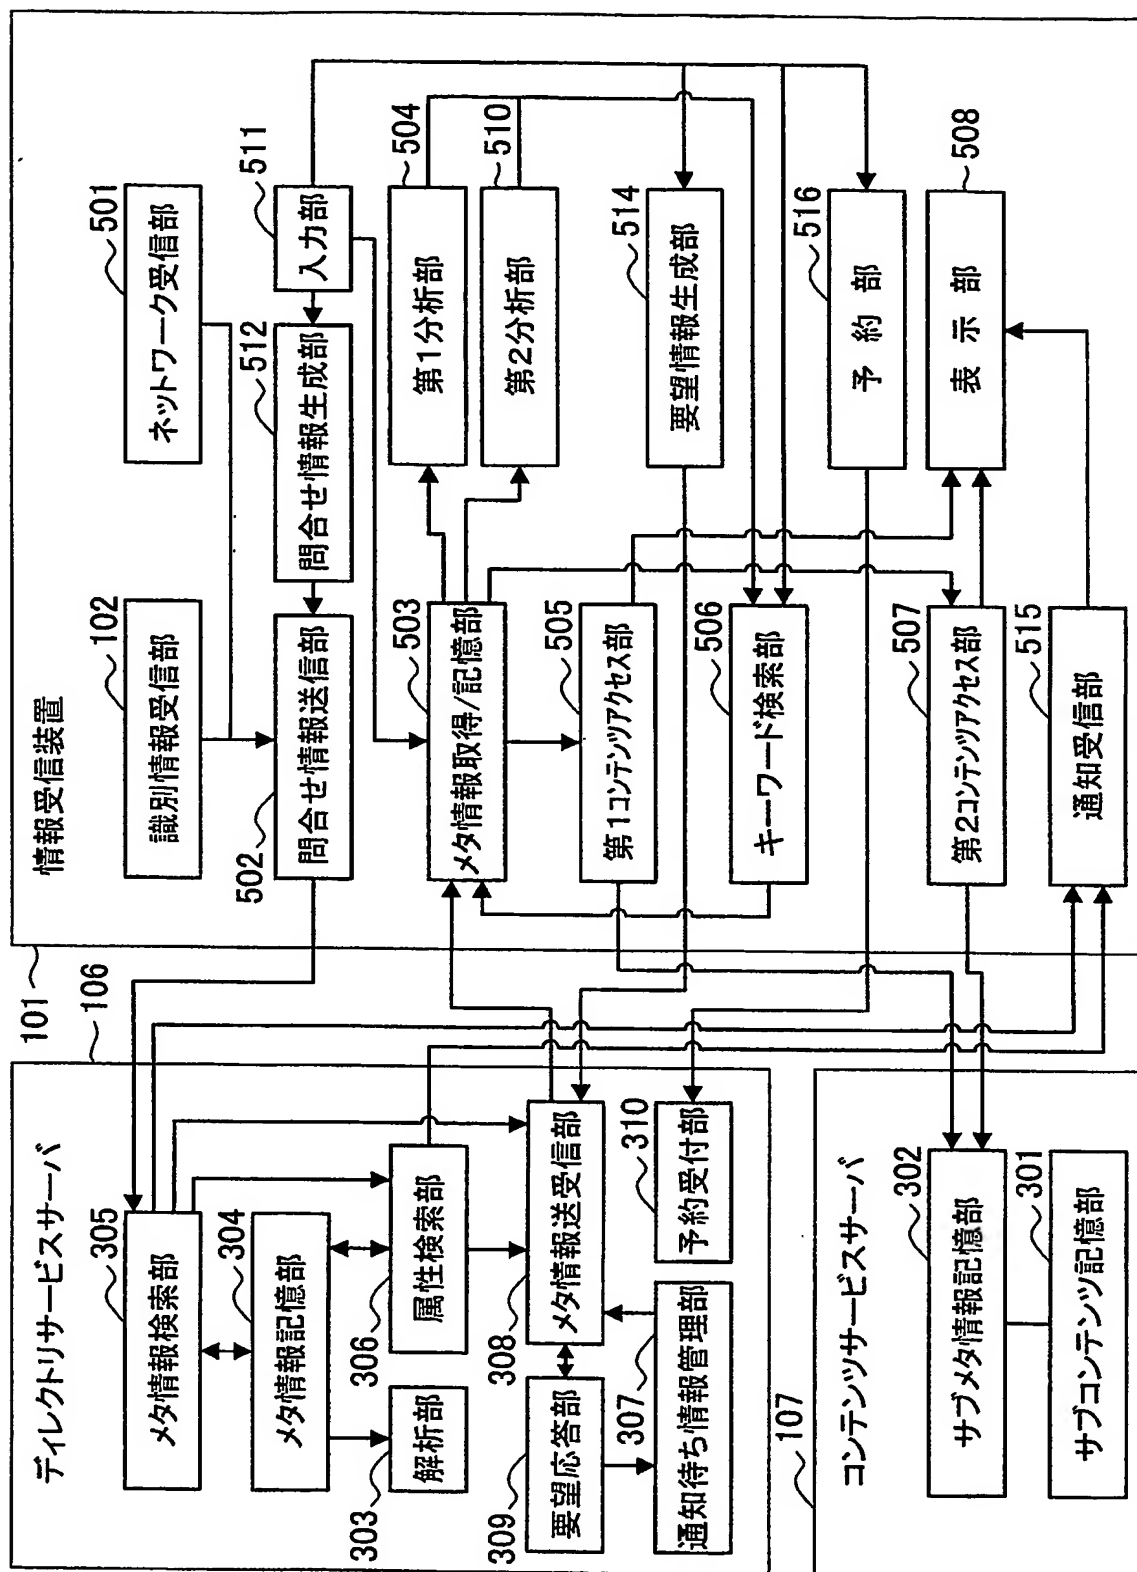 ディレクトリサービスサーバ
106
305
メタ情報検索部
304
メタ情報記憶部
303
解析部
306
属性検索部
309
要望応答部
308
メタ情報送受信部
307
通知待ち情報管理部
310
予約受付部
107
コンテンツサービスサーバ
302
サブメタ情報記憶部
301
サブコンテンツ記憶部
101
情報受信装置
102
識別情報受信部
501
ネットワーク受信部
502
問合せ情報送信部
512
問合せ情報生成部
511
入力部
503
メタ情報取得/記憶部
504
第1分析部
510
第2分析部
505
第1コンテンツアクセス部
514
要望情報生成部
506
キーワード検索部
516
予約部
507
第2コンテンツアクセス部
508
表示部
515
通知受信部